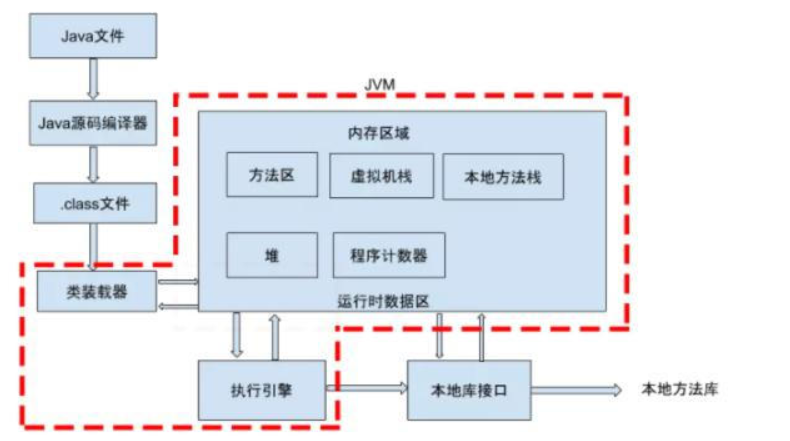 Java文件
JVM
Java源码编译器
内存区域
方法区
虚拟机栈
本地方法栈
.class文件
堆
程序计数器
类装载器
运行时数据区
执行引擎
本地库接口
本地方法库